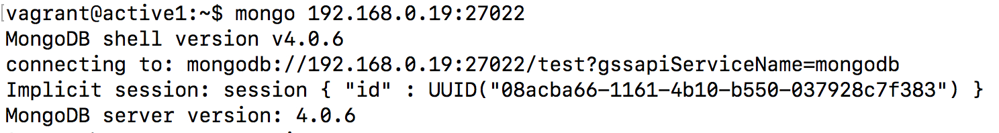 [vagrant@active1:~$ mongo 192.168.0.19:27022
MongoDB shell version v4.0.6
connecting to: mongodb://192.168.0.19:27022/test?gssapiServiceName=mongodb
Implicit session: session { "id" : UUID("08acba66-1161-4b10-b550-037928c7f383") }
MongoDB server version: 4.0.6